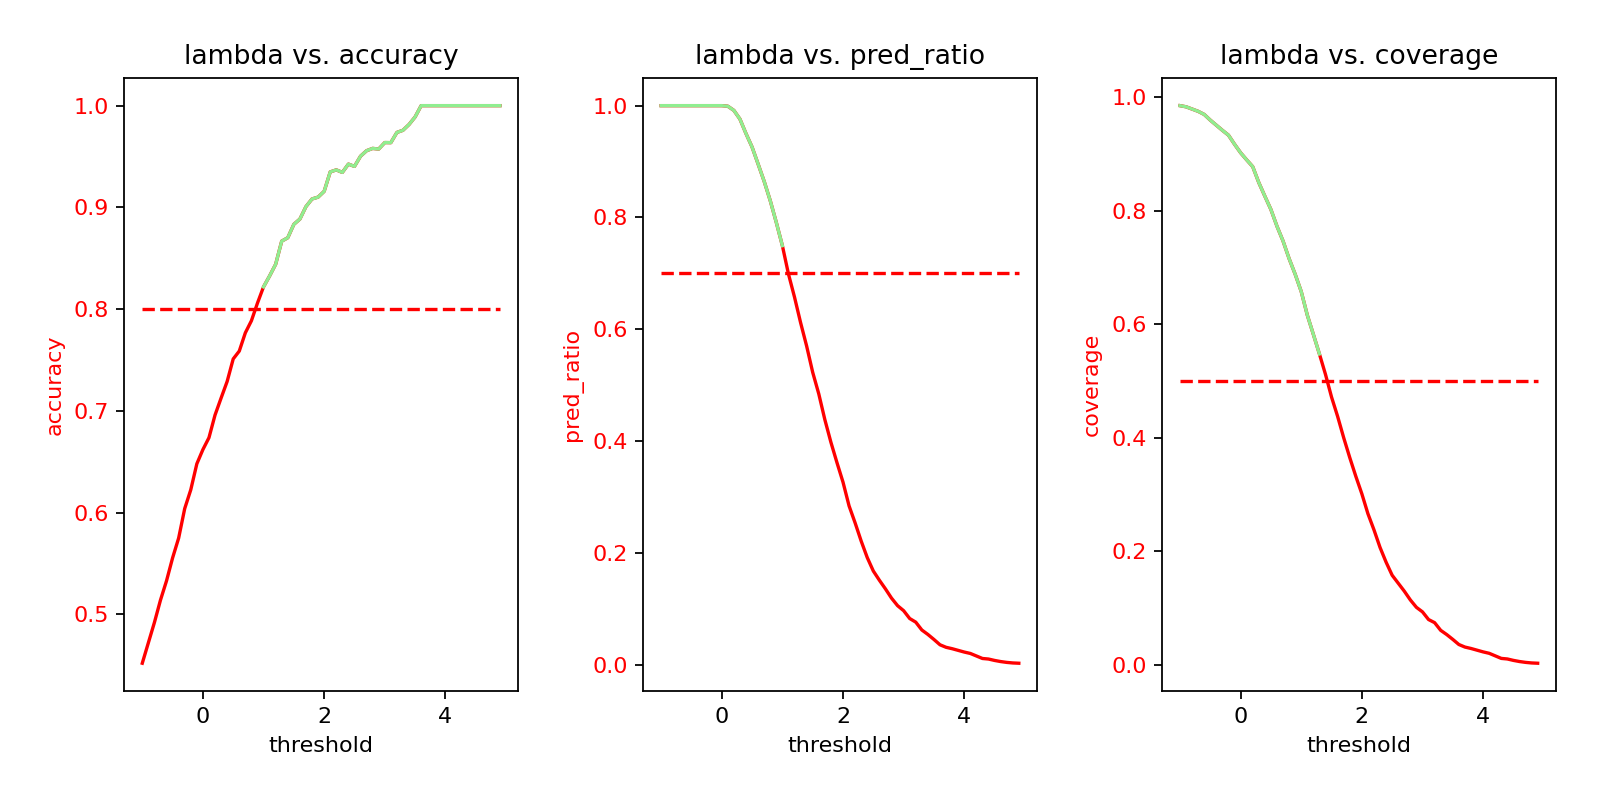 lambda vs. accuracy
1.0
0.9
0.8
0.7
0.6
0.5
accuracy
0 2 4
threshold
lambda vs. pred_ratio
1.0
0.8
0.6
0.4
0.2
0.0
pred_ratio
0 2 4
threshold
lambda vs. coverage
1.0
0.8
0.6
0.4
0.2
0.0
coverage
0 2 4
threshold